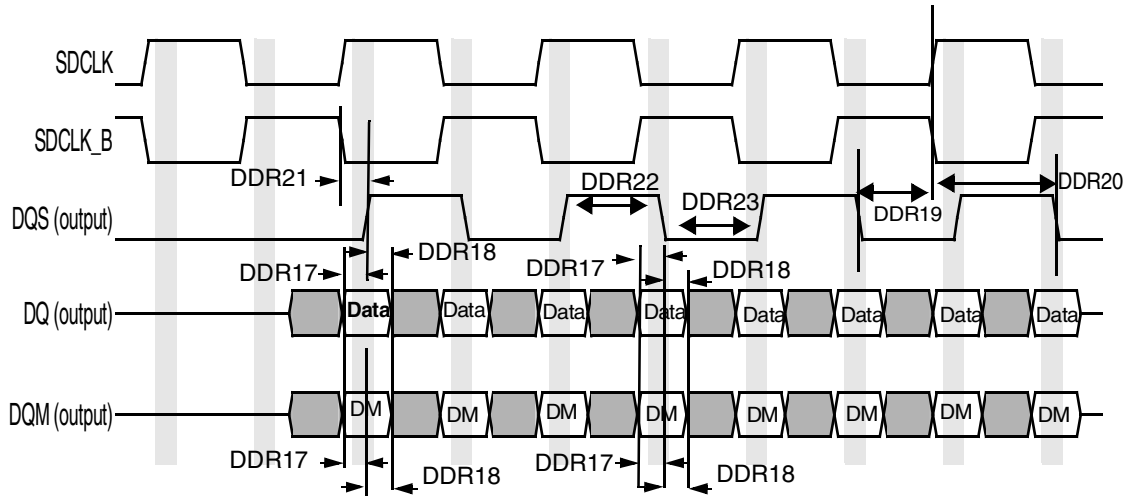 SDCLK
SDCLK_B
DDR21
DDR22
DDR23
DDR19
DDR20
DQS (output)
DDR17
DDR18
DDR17
DDR18
DQ (output)
Data
Data
Data
Data
Data
Data
Data
Data
DQM (output)
DM
DM
DM
DM
DM
DM
DM
DM
DDR17
DDR18
DDR17
DDR18